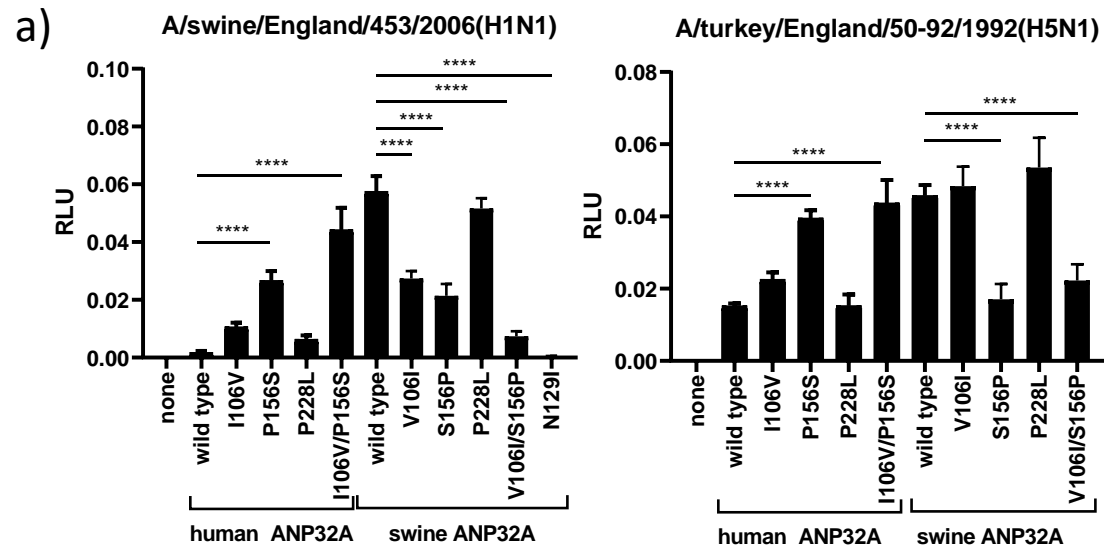 a)
A/swine/England/453/2006(H1N1)
RLU
0.10
0.08
0.06
0.04
0.02
0.00
****
****
****
****
****
****
none
wild type
I106V
P156S
P228L
I106V/P156S
wild type
V106I
S156P
P228L
V106I/S156P
N129I
human ANP32A
swine ANP32A
A/turkey/England/50-92/1992(H5N1)
RLU
0.08
0.06
0.04
0.02
0.00
****
****
****
****
none
wild type
I106V
P156S
P228L
I106V/P156S
wild type
V106I
S156P
P228L
V106I/S156P
human ANP32A
swine ANP32A